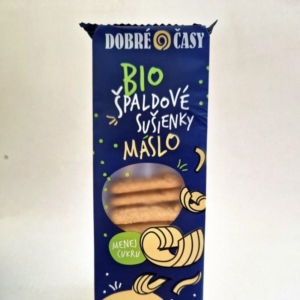 DOBRÉ ČASY
BIO
ŠPALDOVÉ
SUŠIENKY
MASLO
MENEJ
CUKRU